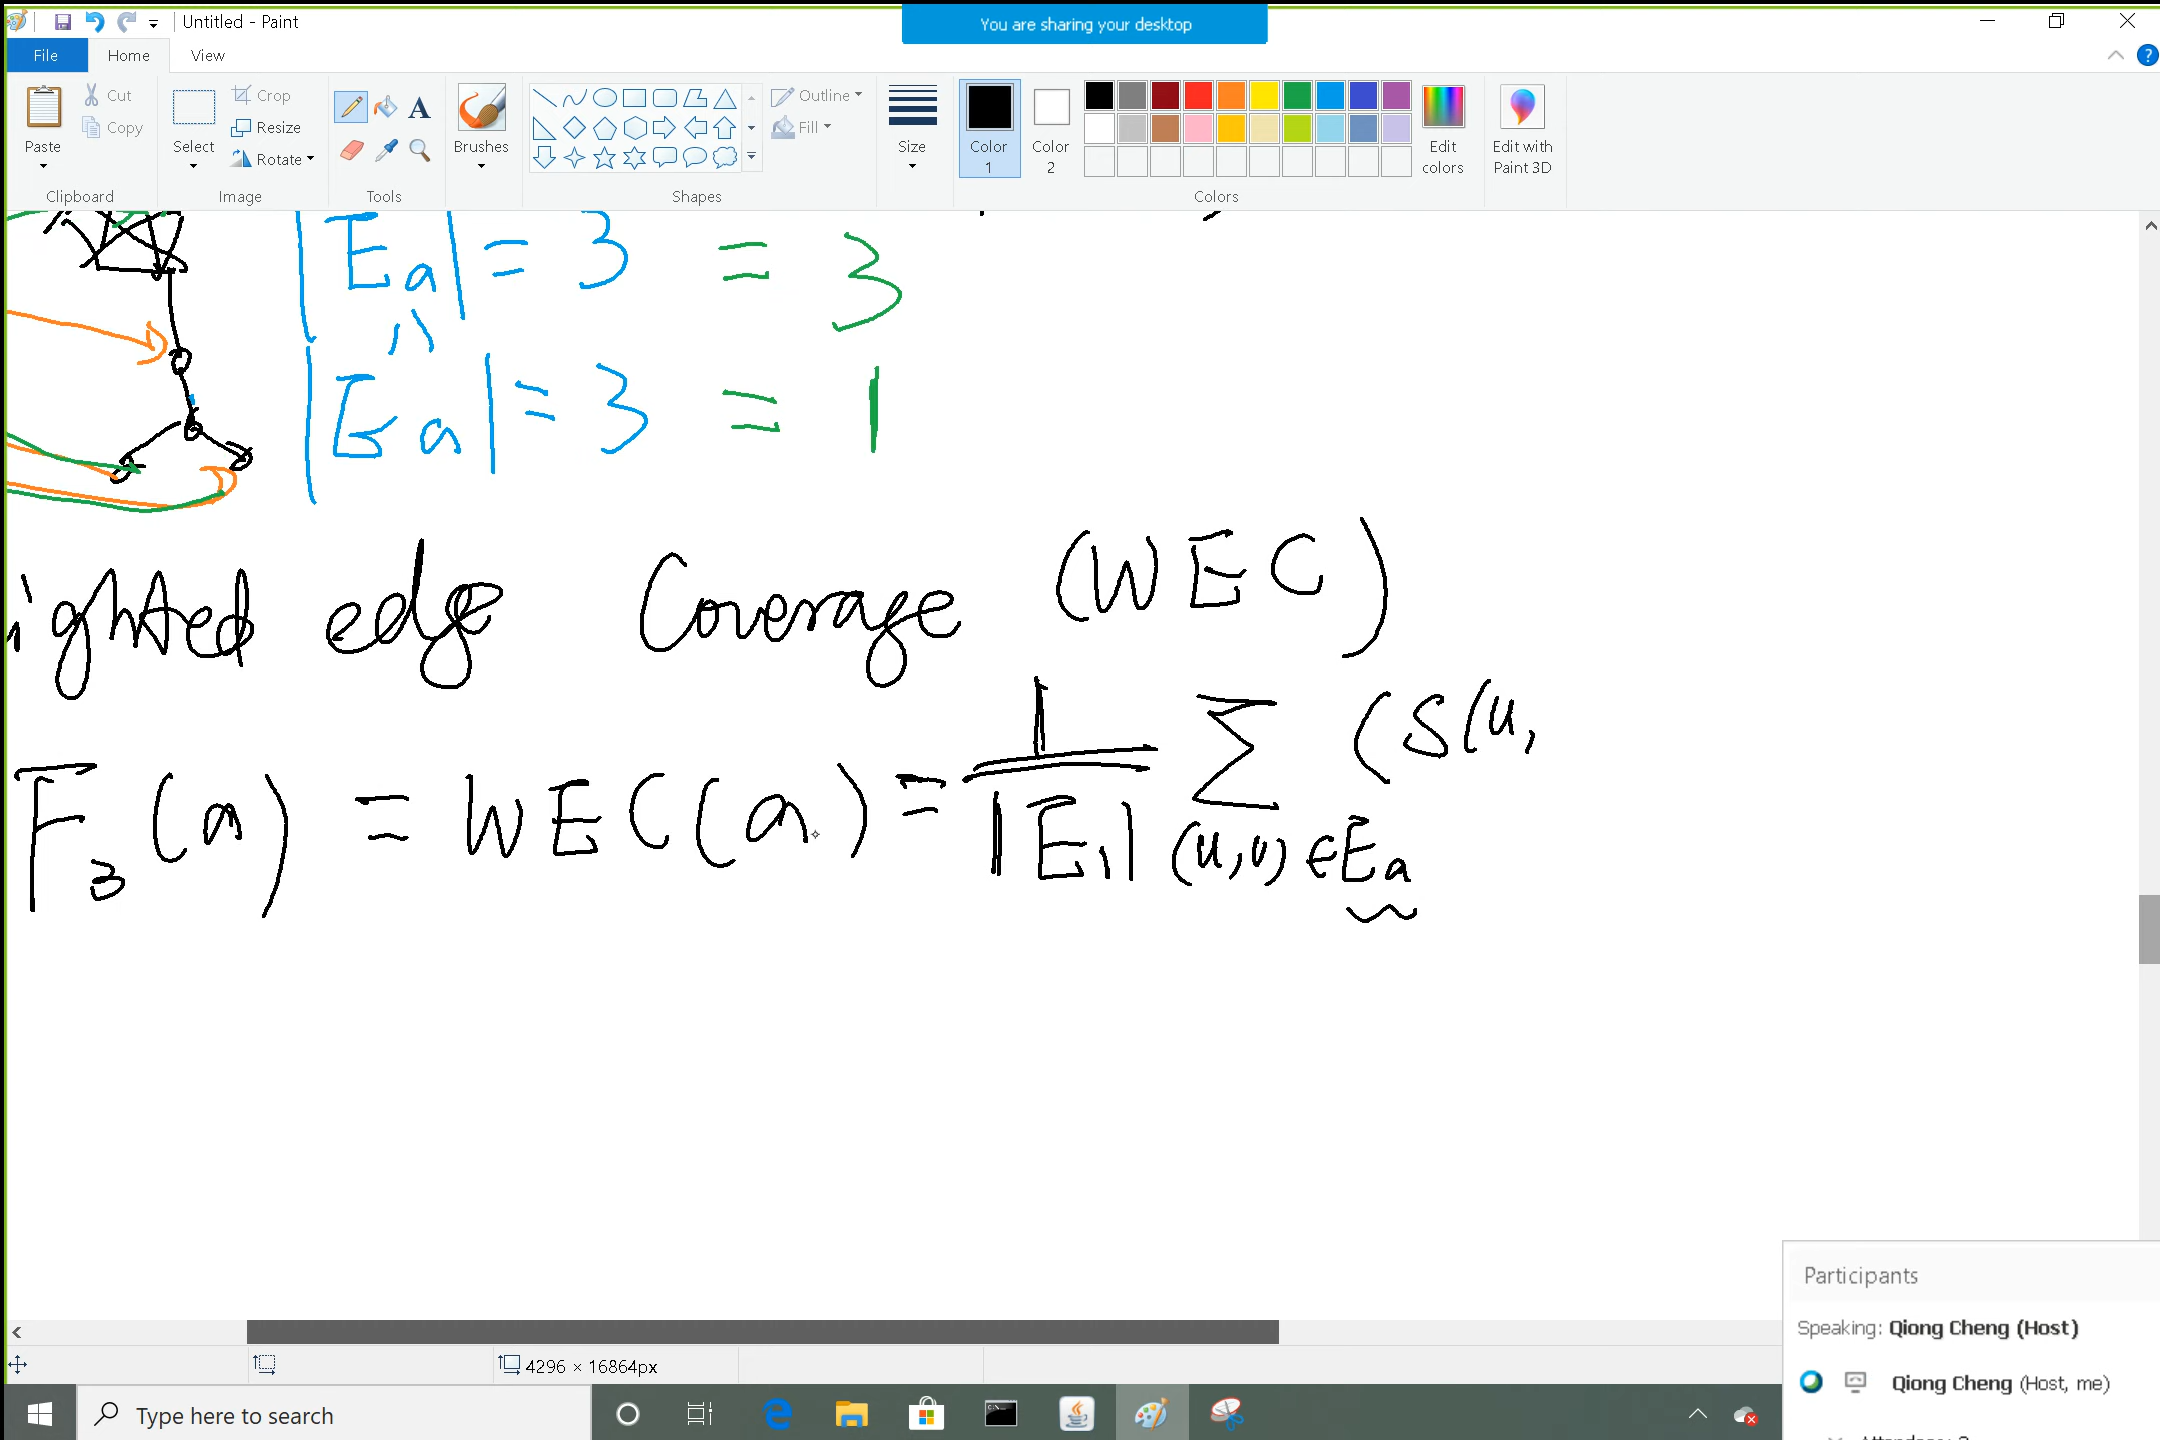 Untitled - Paint
You are sharing your desktop
File Home View
Cut
Copy
Paste
Clipboard
Crop
Resize
Rotate
Select
Image
Tools
Brushes
Outline
Fill
Shapes
Size
Color 1
Color 2
Edit colors
Edit with Paint 3D
Colors
|Ea| = 3 = 3
|Ea| = 3 = 1
ighted edge Coverage (WEC)
F3(a) = WEC(a) = 1 / |E1| Σ (u,v) ∈ Ea (S(u,
4296 × 16864px
Participants
Speaking: Qiong Cheng (Host)
Qiong Cheng (Host, me)
Type here to search